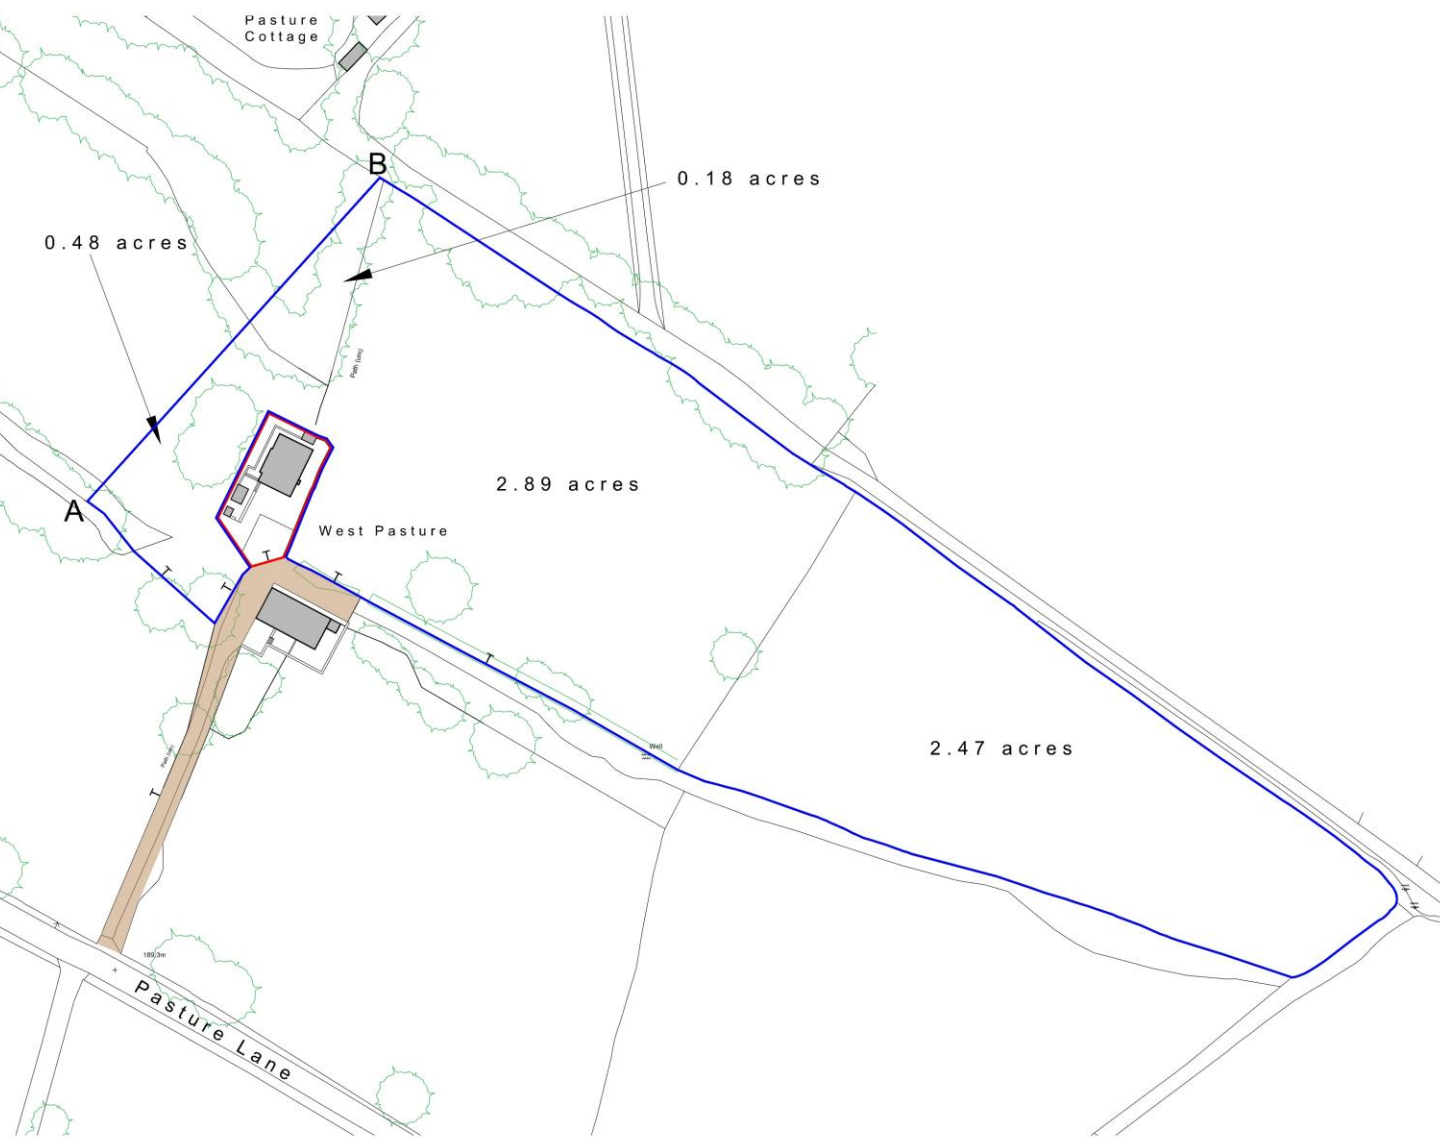 Pasture
Cottage
B
0.18 acres
0.48 acres
Path (um)
2.89 acres
A
West Pasture
T
T
T
T
T
Well
2.47 acres
Path (um)
T
189.3m
Pasture Lane